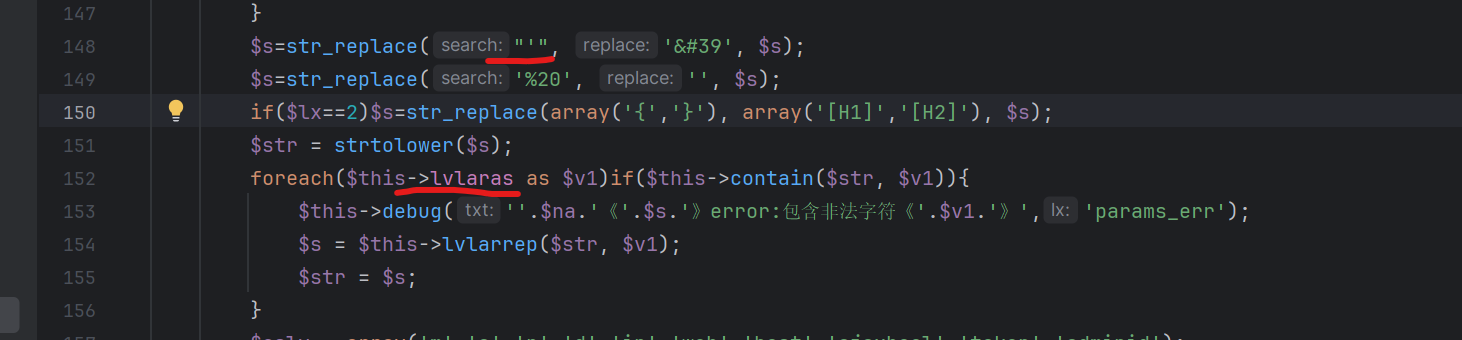 147 }
148 $s=str_replace( search: "'", replace: '&#39', $s);
149 $s=str_replace( search: '%20', replace: '', $s);
150 if($lx==2)$s=str_replace(array('{','}'), array('[H1]','[H2]'), $s);
151 $str = strtolower($s);
152 foreach($this->lvlaras as $v1)if($this->contain($str, $v1)){
153 $this->debug( txt: ''.$na.'《'.$s.'》error:包含非法字符《'.$v1.'》', lx: 'params_err');
154 $s = $this->lvlarrep($str, $v1);
155 $str = $s;
156 }